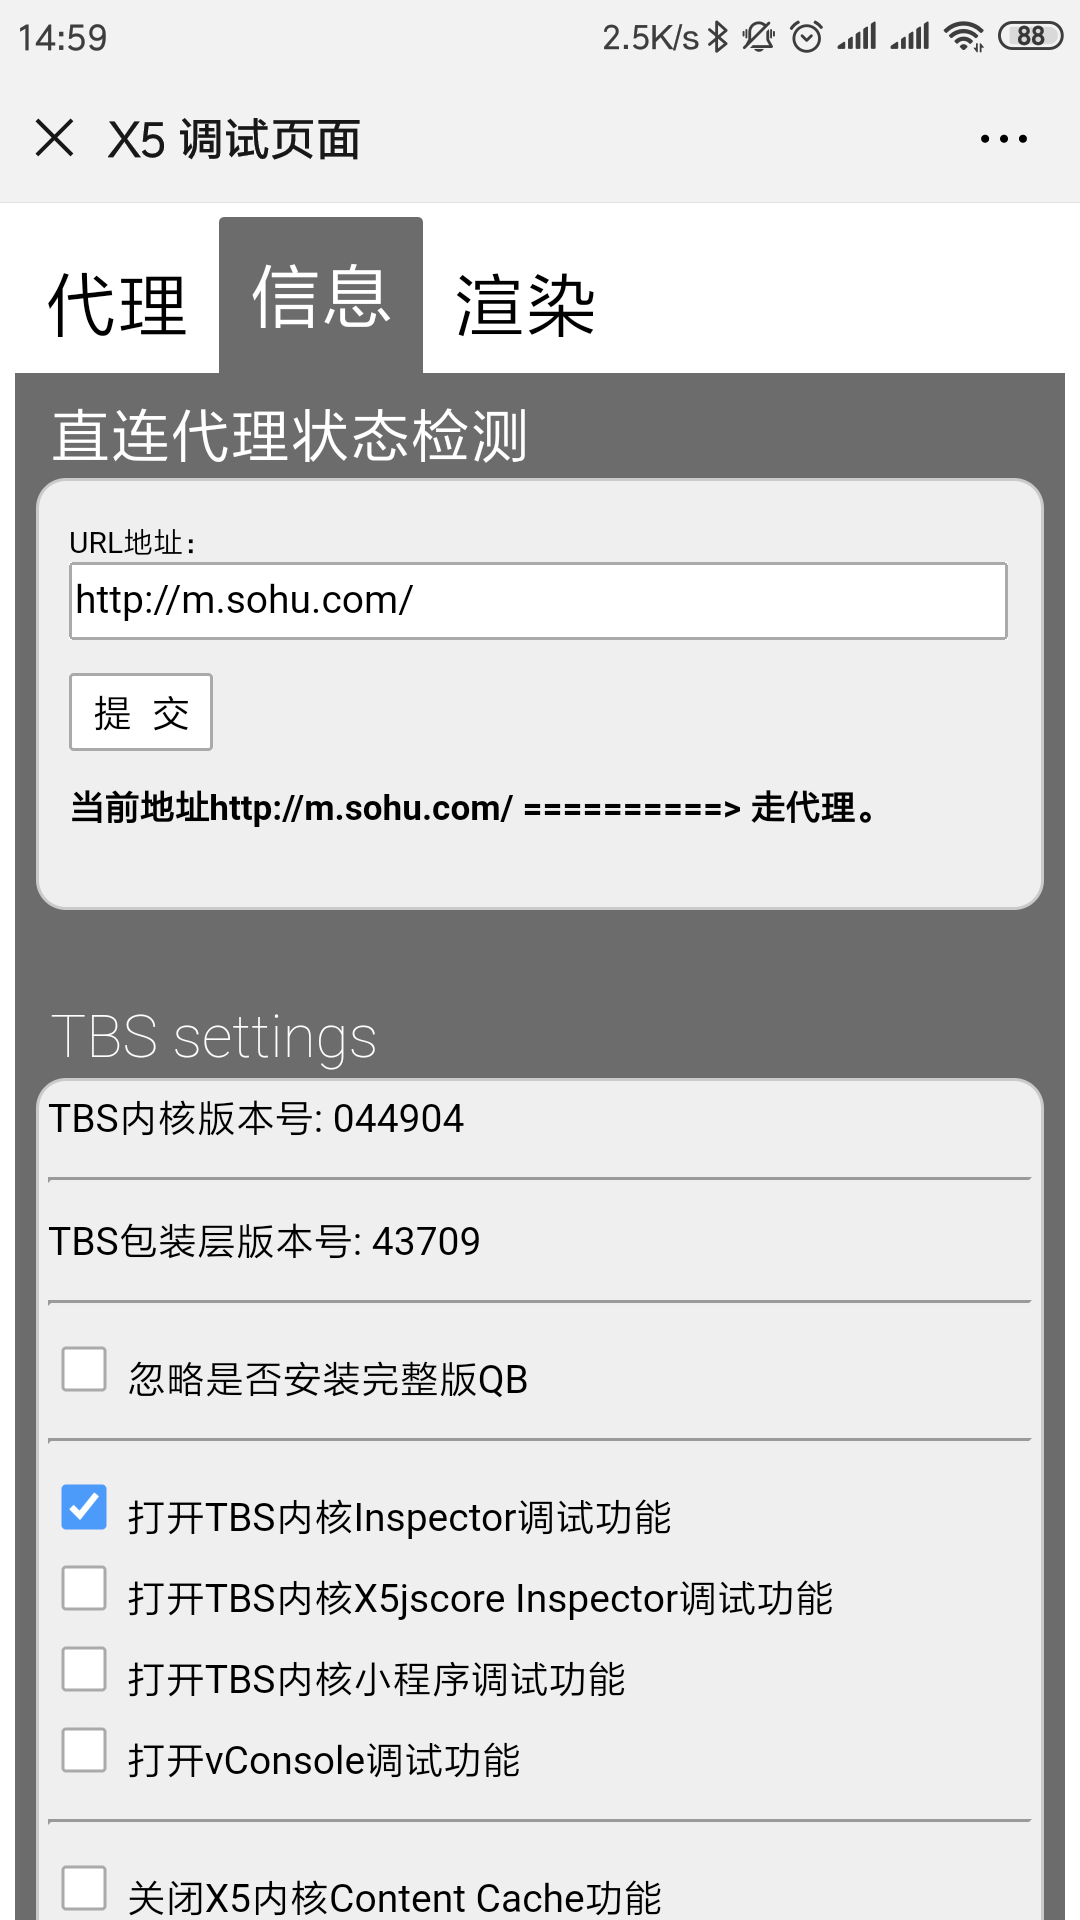 14:59 2.5K/s 88
X5 调试页面
代理 信息 渲染
直连代理状态检测
URL地址：
http://m.sohu.com/
提 交
当前地址http://m.sohu.com/ ==========> 走代理。
TBS settings
TBS内核版本号: 044904
TBS包装层版本号: 43709
忽略是否安装完整版QB
打开TBS内核Inspector调试功能
打开TBS内核X5jscore Inspector调试功能
打开TBS内核小程序调试功能
打开vConsole调试功能
关闭X5内核Content Cache功能